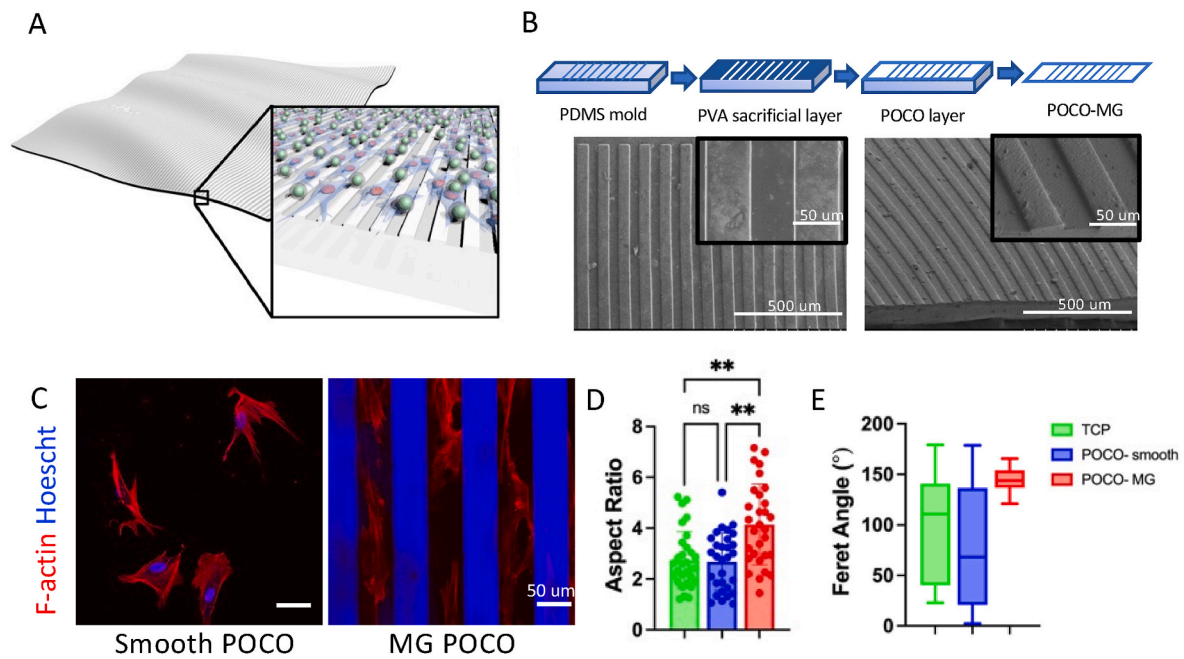 A
B
PDMS mold
PVA sacrificial layer
POCO layer
POCO-MG
50 um
500 um
50 um
500 um
C
F-actin Hoescht
50 um
Smooth POCO
MG POCO
D
**
ns
**
Aspect Ratio
8
6
4
2
0
E
Feret Angle (°)
200
150
100
50
0
TCP
POCO- smooth
POCO- MG